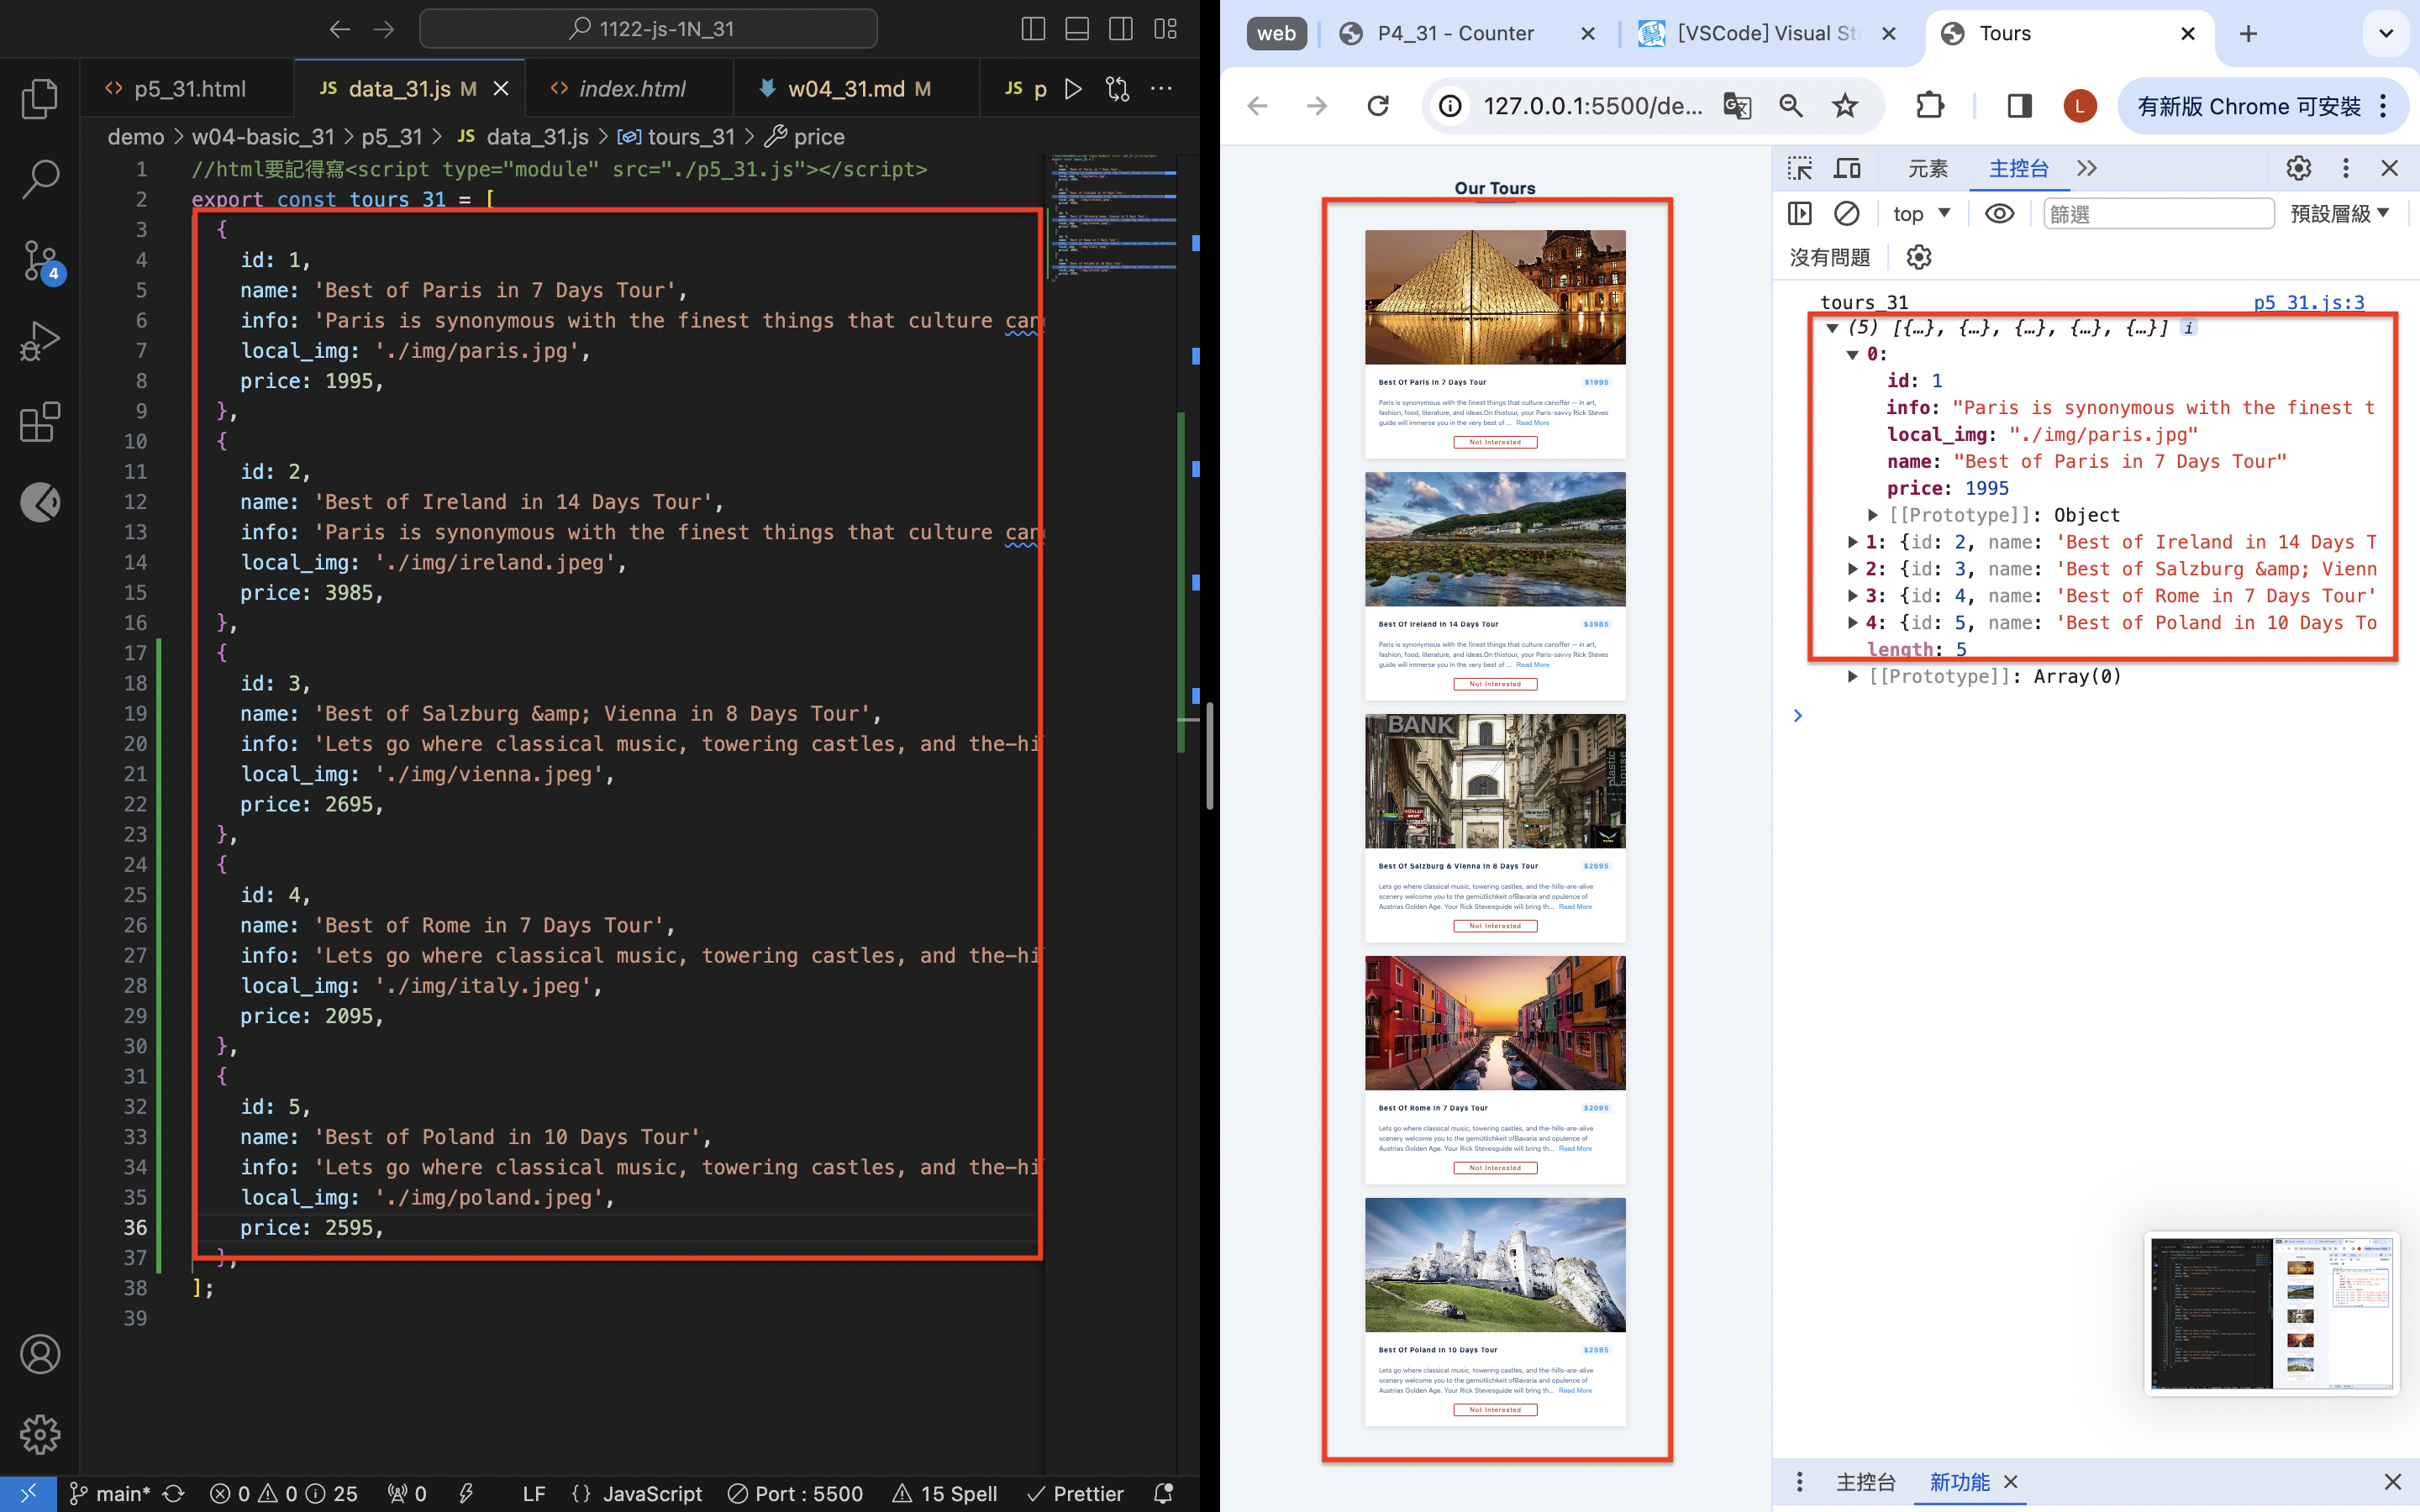 1122-js-1N_31
p5_31.html
JS data_31.js M
index.html
w04_31.md M
JS p
demo > w04-basic_31 > p5_31 > JS data_31.js > tours_31 > price
1 //html要記得寫<script type="module" src="./p5_31.js"></script>
2 export const tours_31 = [
3 {
4 id: 1,
5 name: 'Best of Paris in 7 Days Tour',
6 info: 'Paris is synonymous with the finest things that culture can
7 local_img: './img/paris.jpg',
8 price: 1995,
9 },
10 {
11 id: 2,
12 name: 'Best of Ireland in 14 Days Tour',
13 info: 'Paris is synonymous with the finest things that culture can
14 local_img: './img/ireland.jpeg',
15 price: 3985,
16 },
17 {
18 id: 3,
19 name: 'Best of Salzburg &amp; Vienna in 8 Days Tour',
20 info: 'Lets go where classical music, towering castles, and the-hi
21 local_img: './img/vienna.jpeg',
22 price: 2695,
23 },
24 {
25 id: 4,
26 name: 'Best of Rome in 7 Days Tour',
27 info: 'Lets go where classical music, towering castles, and the-hi
28 local_img: './img/italy.jpeg',
29 price: 2095,
30 },
31 {
32 id: 5,
33 name: 'Best of Poland in 10 Days Tour',
34 info: 'Lets go where classical music, towering castles, and the-hi
35 local_img: './img/poland.jpeg',
36 price: 2595,
37 },
38 ];
39
4
main*
0 0 25
0
LF
{} JavaScript
Port : 5500
15 Spell
Prettier
web
P4_31 - Counter
[VSCode] Visual St
Tours
127.0.0.1:5500/de...
L
有新版 Chrome 可安裝
Our Tours
Best Of Paris In 7 Days Tour $1995
Paris is synonymous with the finest things that culture canoffer — in art,
fashion, food, literature, and ideas.On thistour, your Paris-savvy Rick Steves
guide will immerse you in the very best of ... Read More
Not Interested
Best Of Ireland In 14 Days Tour $3985
Paris is synonymous with the finest things that culture canoffer — in art,
fashion, food, literature, and ideas.On thistour, your Paris-savvy Rick Steves
guide will immerse you in the very best of ... Read More
Not Interested
BANK
plastic
house
Best Of Salzburg & Vienna In 8 Days Tour $2695
Lets go where classical music, towering castles, and the-hills-are-alive
scenery welcome you to the gemütlichkeit ofBavaria and opulence of
Austrias Golden Age. Your Rick Stevesguide will bring th... Read More
Not Interested
Best Of Rome In 7 Days Tour $2095
Lets go where classical music, towering castles, and the-hills-are-alive
scenery welcome you to the gemütlichkeit ofBavaria and opulence of
Austrias Golden Age. Your Rick Stevesguide will bring th... Read More
Not Interested
Best Of Poland In 10 Days Tour $2595
Lets go where classical music, towering castles, and the-hills-are-alive
scenery welcome you to the gemütlichkeit ofBavaria and opulence of
Austrias Golden Age. Your Rick Stevesguide will bring th... Read More
Not Interested
元素 主控台
top 篩選 預設層級
沒有問題
tours_31 p5_31.js:3
(5) [{…}, {…}, {…}, {…}, {…}] i
0:
id: 1
info: "Paris is synonymous with the finest t
local_img: "./img/paris.jpg"
name: "Best of Paris in 7 Days Tour"
price: 1995
[[Prototype]]: Object
1: {id: 2, name: 'Best of Ireland in 14 Days T
2: {id: 3, name: 'Best of Salzburg &amp; Vienn
3: {id: 4, name: 'Best of Rome in 7 Days Tour'
4: {id: 5, name: 'Best of Poland in 10 Days To
length: 5
[[Prototype]]: Array(0)
主控台 新功能